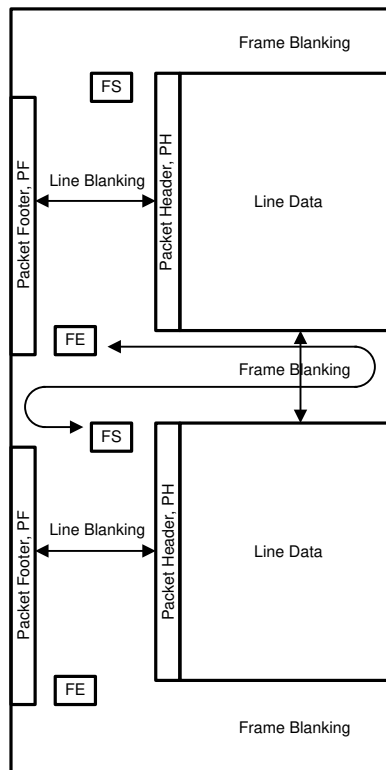 Frame Blanking
FS
Packet Footer, PF
Line Blanking
Packet Header, PH
Line Data
FE
Frame Blanking
FS
Packet Footer, PF
Line Blanking
Packet Header, PH
Line Data
FE
Frame Blanking